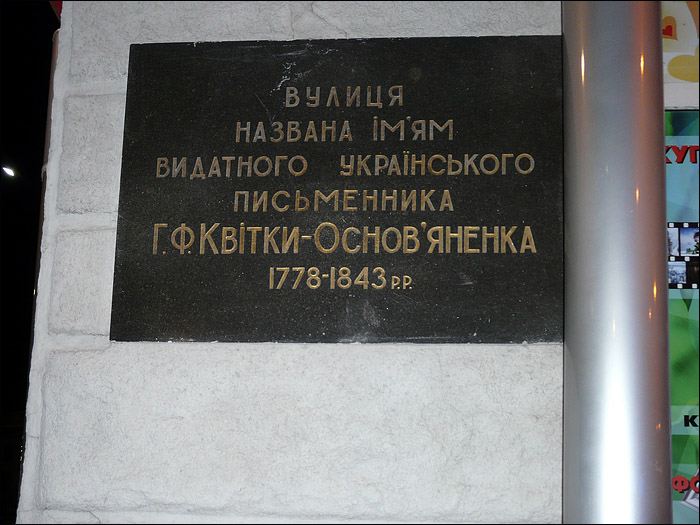 ВУЛИЦЯ
НАЗВАНА ІМ'ЯМ
ВИДАТНОГО УКРАЇНСЬКОГО
ПИСЬМЕННИКА
Г.Ф.КВІТКИ-ОСНОВ'ЯНЕНКА
1778-1843 Р.Р.